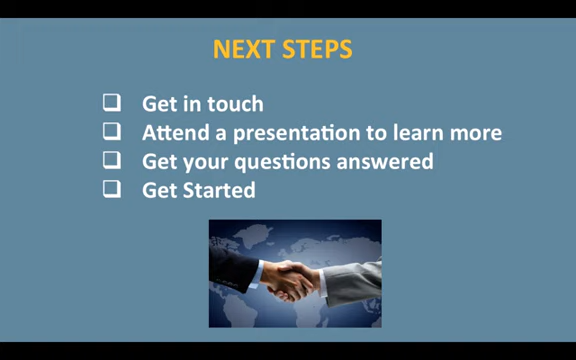 NEXT STEPS
Get in touch
Attend a presentation to learn more
Get your questions answered
Get Started